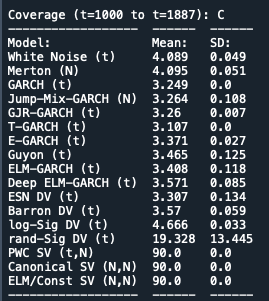 Coverage (t=1000 to t=1887): C
------------------ ------ ------
Model: Mean: SD:
White Noise (t) 4.089 0.049
Merton (N) 4.095 0.051
GARCH (t) 3.249 0.0
Jump-Mix-GARCH (N) 3.264 0.108
GJR-GARCH (t) 3.26 0.007
T-GARCH (t) 3.107 0.0
E-GARCH (t) 3.371 0.027
Guyon (t) 3.465 0.125
ELM-GARCH (t) 3.408 0.118
Deep ELM-GARCH (t) 3.571 0.085
ESN DV (t) 3.307 0.134
Barron DV (t) 3.57 0.059
log-Sig DV (t) 4.666 0.033
rand-Sig DV (t) 19.328 13.445
PWC SV (t,N) 90.0 0.0
Canonical SV (N,N) 90.0 0.0
ELM/Const SV (N,N) 90.0 0.0
------------------ ------ ------